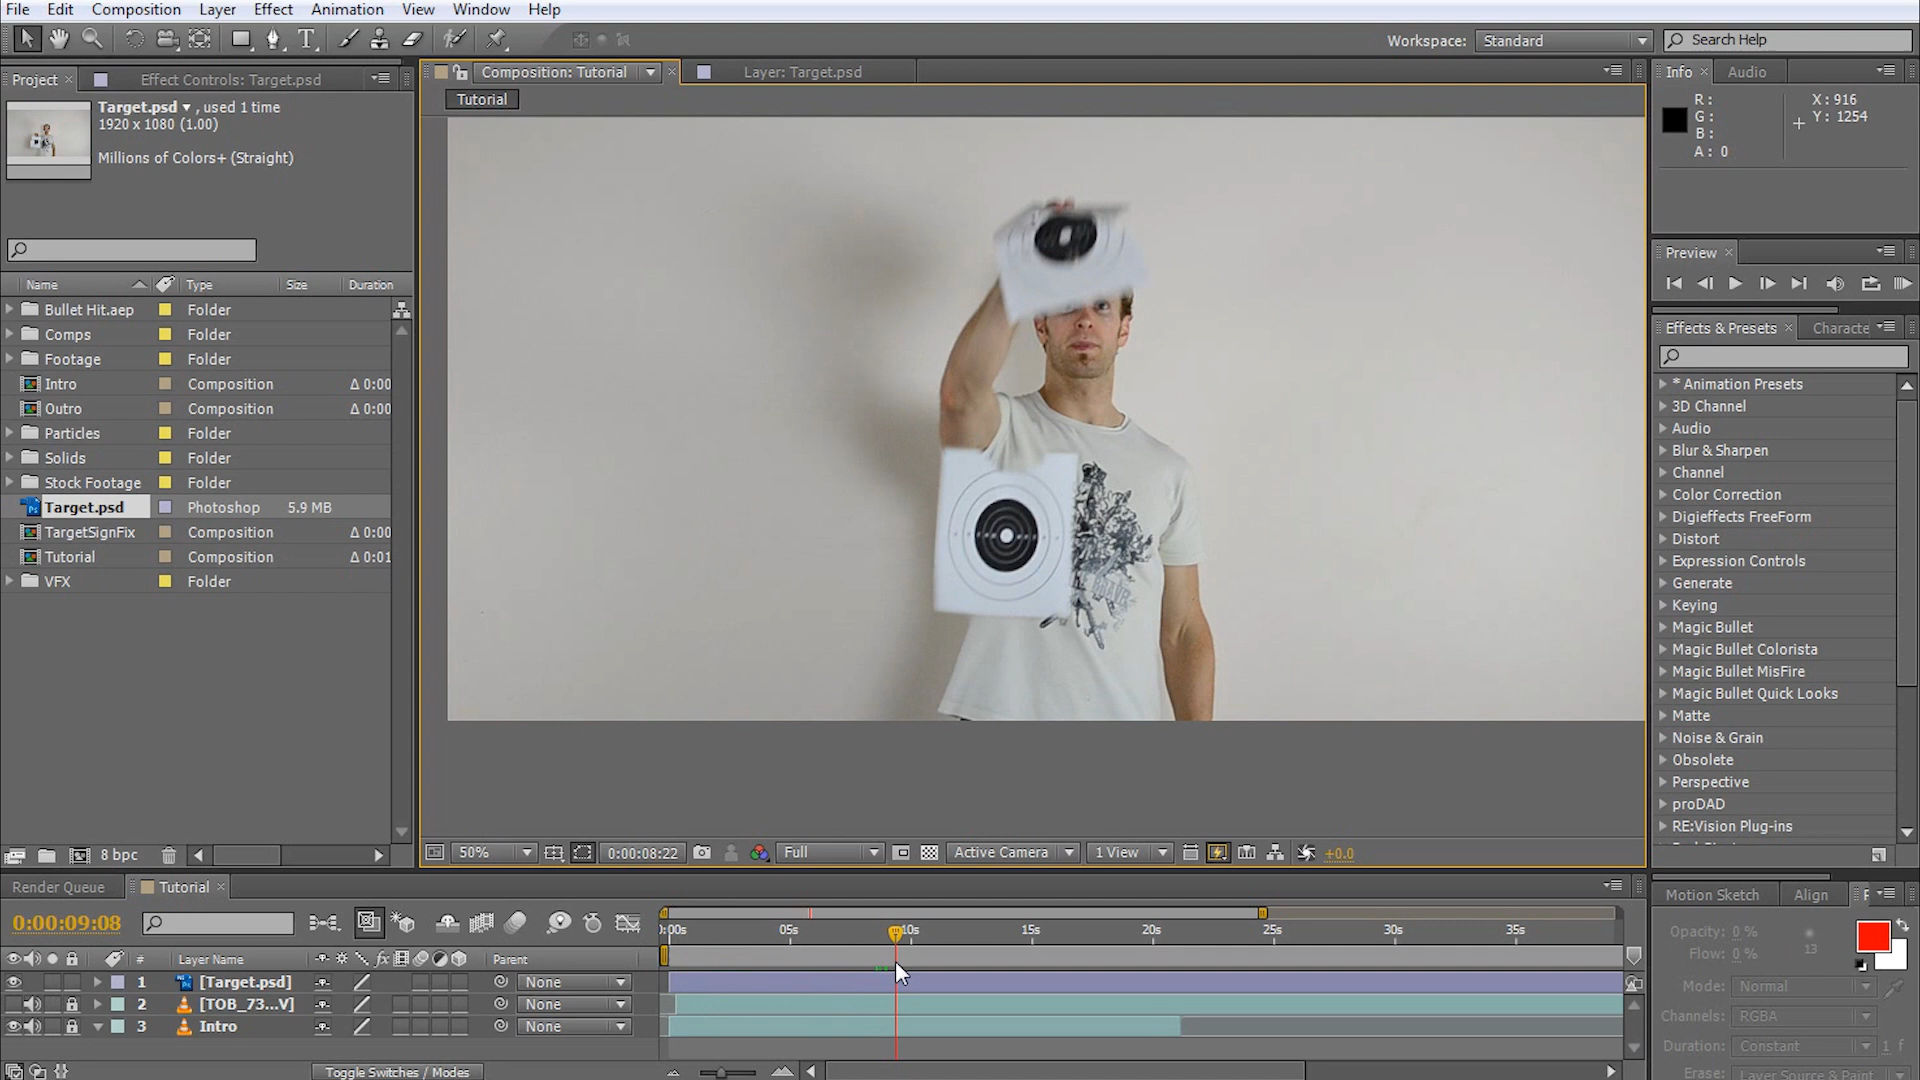 File Edit Composition Layer Effect Animation View Window Help
Workspace: Standard Search Help
Project Effect Controls: Target.psd
Target.psd , used 1 time
1920 x 1080 (1.00)
Millions of Colors+ (Straight)
Name Type Size Duration
Bullet Hit.aep Folder
Comps Folder
Footage Folder
Intro Composition Δ 0:00
Outro Composition Δ 0:00
Particles Folder
Solids Folder
Stock Footage Folder
Target.psd Photoshop 5.9 MB
TargetSignFix Composition Δ 0:00
Tutorial Composition Δ 0:01
VFX Folder
8 bpc
Composition: Tutorial Layer: Target.psd
Tutorial
50% 0:00:08:22 Full Active Camera 1 View +0.0
Info Audio
R: X: 916
G: Y: 1254
B:
A: 0
Preview
Effects & Presets Characte
* Animation Presets
3D Channel
Audio
Blur & Sharpen
Channel
Color Correction
Digieffects FreeForm
Distort
Expression Controls
Generate
Keying
Magic Bullet
Magic Bullet Colorista
Magic Bullet MisFire
Magic Bullet Quick Looks
Matte
Noise & Grain
Obsolete
Perspective
proDAD
RE:Vision Plug-ins
Render Queue Tutorial
0:00:09:08
):00s 05s 10s 15s 20s 25s 30s 35s
# Layer Name fx Parent
1 [Target.psd] None
2 [TOB_73...V] None
3 Intro None
Toggle Switches / Modes
Motion Sketch Align
Opacity: 0 %
Flow: 0 % 13
Mode: Normal
Channels: RGBA
Duration: Constant 1 f
Erase: Layer Source & Paint